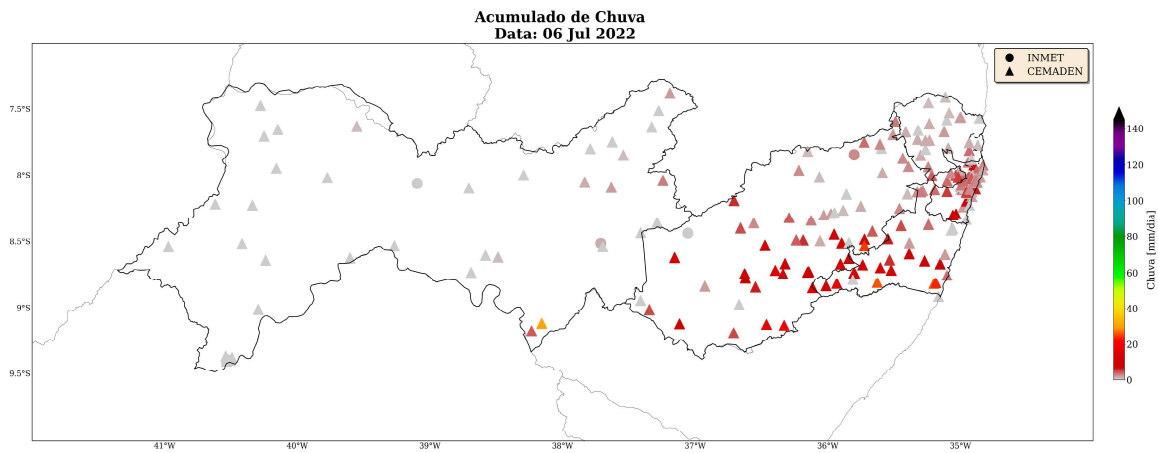 Acumulado de Chuva
Data: 06 Jul 2022
INMET
CEMADEN
7.5°S
8°S
8.5°S
9°S
9.5°S
41°W
40°W
39°W
38°W
37°W
36°W
35°W
140
120
100
80
60
40
20
0
Chuva [mm/dia]